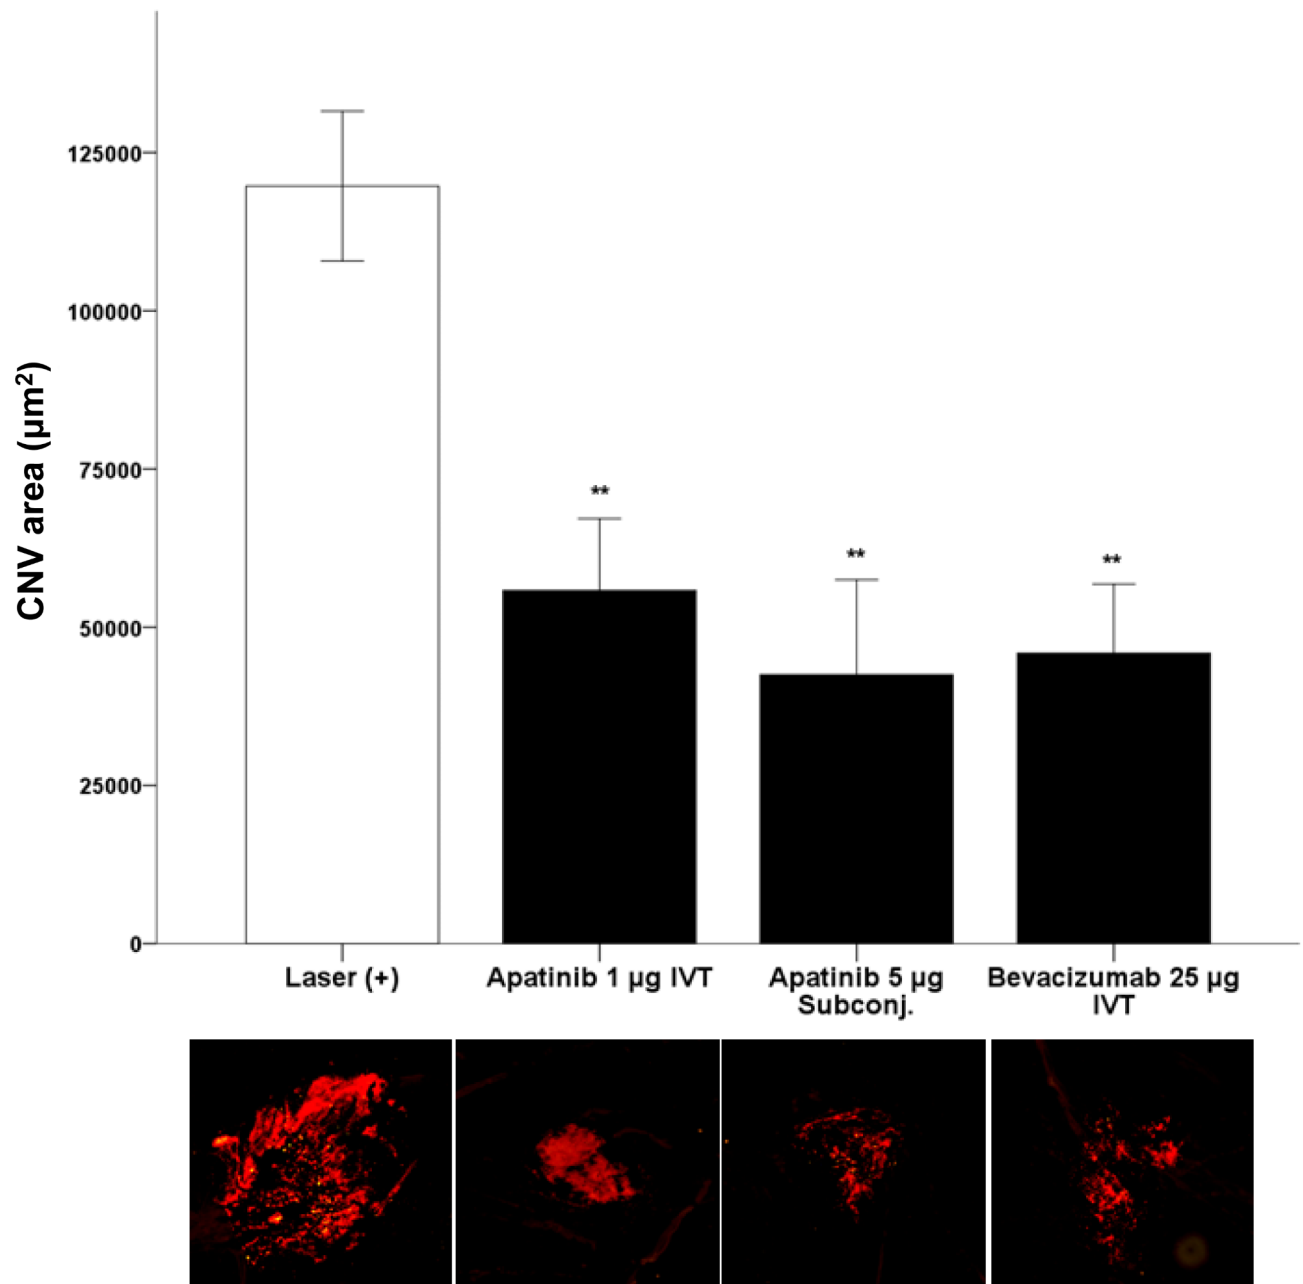 CNV area (µm²)
125000
100000
75000
50000
25000
0
**
**
**
Laser (+)
Apatinib 1 µg IVT
Apatinib 5 µg
Subconj.
Bevacizumab 25 µg
IVT